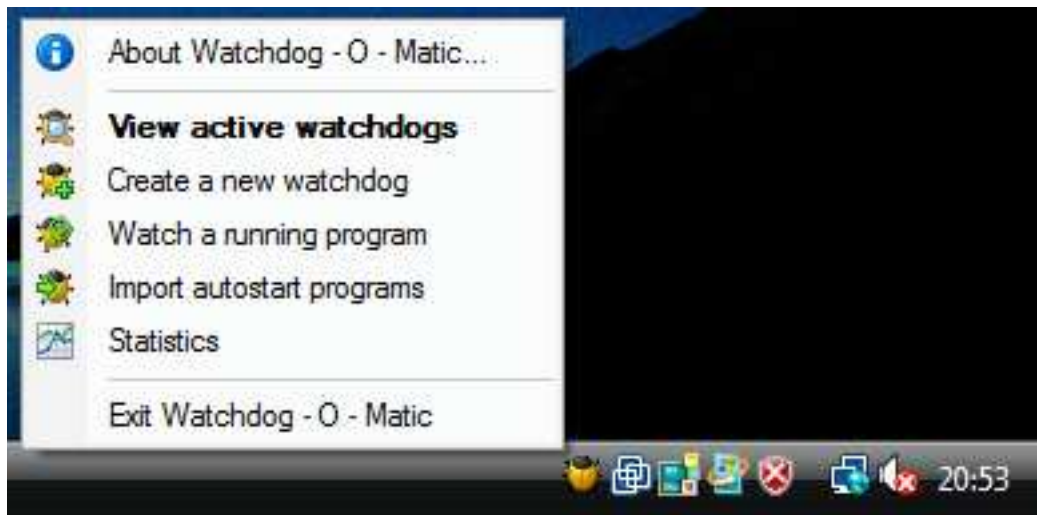 About Watchdog - O - Matic...
View active watchdogs
Create a new watchdog
Watch a running program
Import autostart programs
Statistics
Exit Watchdog - O - Matic
20:53